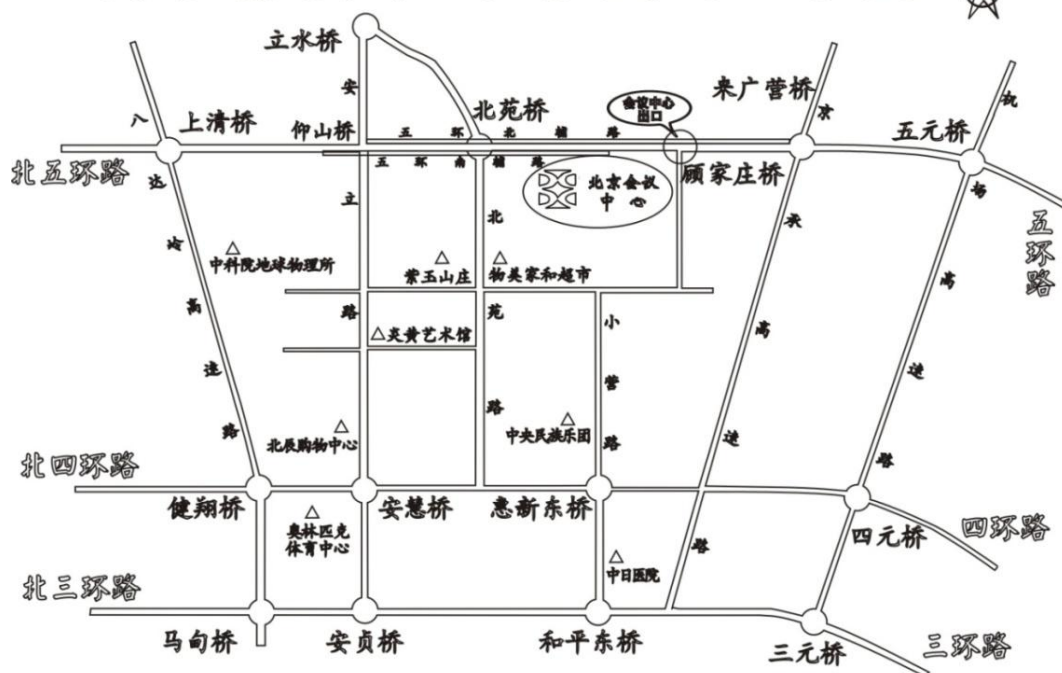 立水桥
安
会议中心
出口
来广营桥
北苑桥
机
京
上清桥
仰山桥
五环北辅路
五元桥
八
北五环路
五环南辅路
顾家庄桥
北京会议
中心
达
立
北
场
承
五环路
岭
中科院地球物理所
紫玉山庄
物美家和超市
高
高
路
苑
小
高
速
炎黄艺术馆
营
速
路
北辰购物中心
路
中央民族乐团
路
速
路
北四环路
健翔桥
安慧桥
惠新东桥
四元桥
四环路
奥林匹克
体育中心
路
中日医院
北三环路
马甸桥
安贞桥
和平东桥
三元桥
三环路